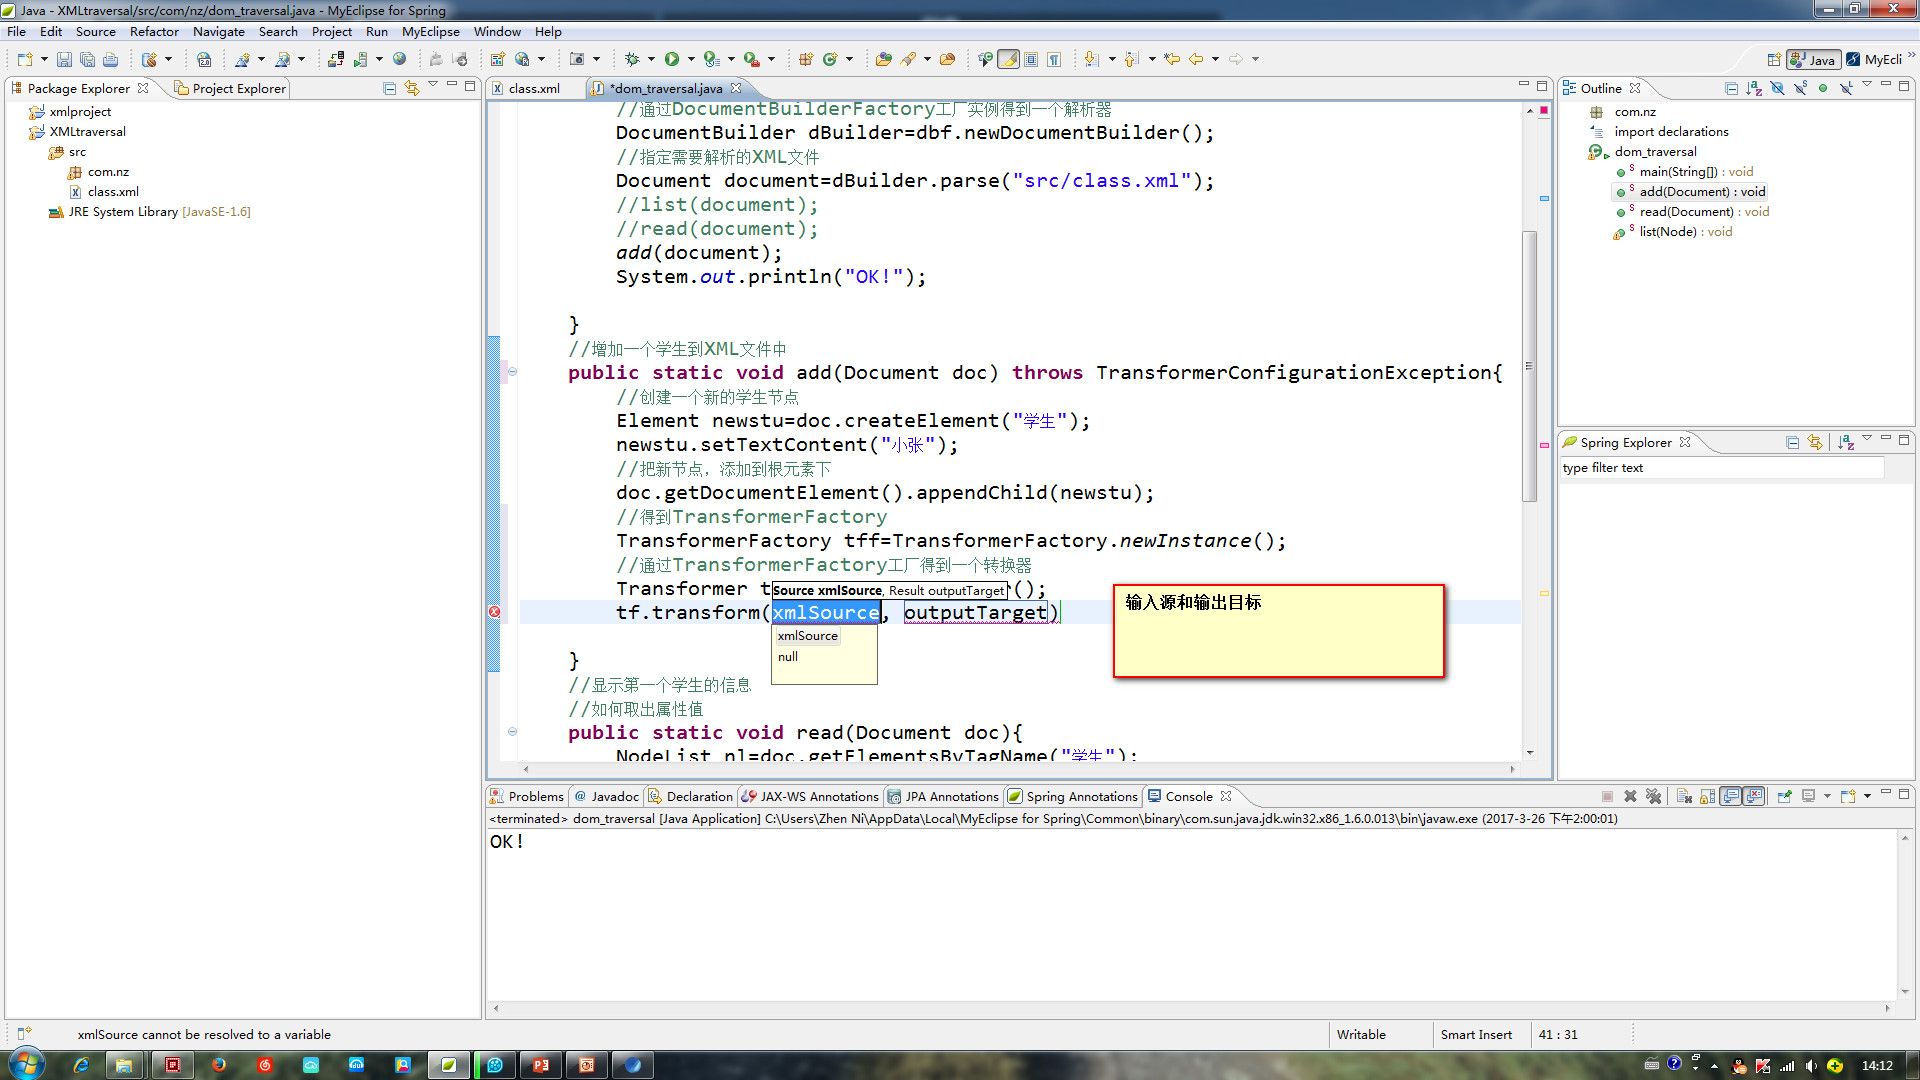 Java - XMLtraversal/src/com/nz/dom_traversal.java - MyEclipse for Spring
File Edit Source Refactor Navigate Search Project Run MyEclipse Window Help
Java MyEcli
Package Explorer Project Explorer
xmlproject
XMLtraversal
src
com.nz
class.xml
JRE System Library [JavaSE-1.6]
class.xml *dom_traversal.java
//通过DocumentBuilderFactory工厂实例得到一个解析器
DocumentBuilder dBuilder=dbf.newDocumentBuilder();
//指定需要解析的XML文件
Document document=dBuilder.parse("src/class.xml");
//list(document);
//read(document);
add(document);
System.out.println("OK!");
}
//增加一个学生到XML文件中
public static void add(Document doc) throws TransformerConfigurationException{
//创建一个新的学生节点
Element newstu=doc.createElement("学生");
newstu.setTextContent("小张");
//把新节点，添加到根元素下
doc.getDocumentElement().appendChild(newstu);
//得到TransformerFactory
TransformerFactory tff=TransformerFactory.newInstance();
//通过TransformerFactory工厂得到一个转换器
Transformer t
Source xmlSource, Result outputTarget
();
tf.transform(xmlSource, outputTarget)
xmlSource
null
输入源和输出目标
}
//显示第一个学生的信息
//如何取出属性值
public static void read(Document doc){
NodeList nl=doc.getElementsByTagName("学生");
Outline
com.nz
import declarations
dom_traversal
main(String[]) : void
add(Document) : void
read(Document) : void
list(Node) : void
Spring Explorer
type filter text
Problems Javadoc Declaration JAX-WS Annotations JPA Annotations Spring Annotations Console
<terminated> dom_traversal [Java Application] C:\Users\Zhen Ni\AppData\Local\MyEclipse for Spring\Common\binary\com.sun.java.jdk.win32.x86_1.6.0.013\bin\javaw.exe (2017-3-26 下午2:00:01)
OK!
xmlSource cannot be resolved to a variable
Writable
Smart Insert
41 : 31
14:12